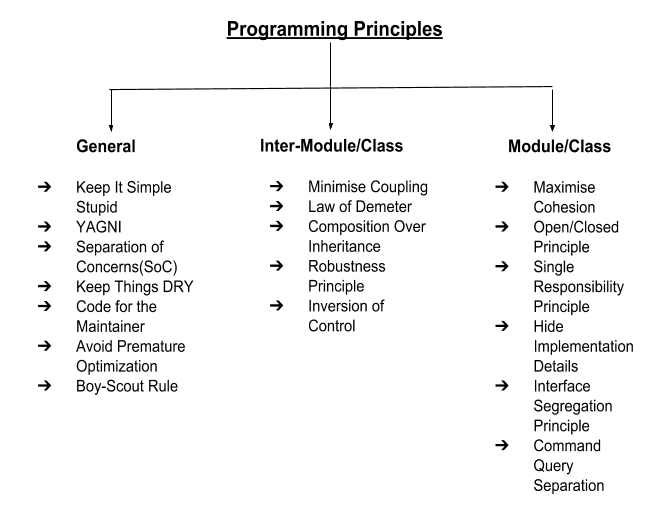 Programming Principles
General
➔ Keep It Simple
Stupid
➔ YAGNI
➔ Separation of
Concerns(SoC)
➔ Keep Things DRY
➔ Code for the
Maintainer
➔ Avoid Premature
Optimization
➔ Boy-Scout Rule
Inter-Module/Class
➔ Minimise Coupling
➔ Law of Demeter
➔ Composition Over
Inheritance
➔ Robustness
Principle
➔ Inversion of
Control
Module/Class
➔ Maximise
Cohesion
➔ Open/Closed
Principle
➔ Single
Responsibility
Principle
➔ Hide
Implementation
Details
➔ Interface
Segregation
Principle
➔ Command
Query
Separation